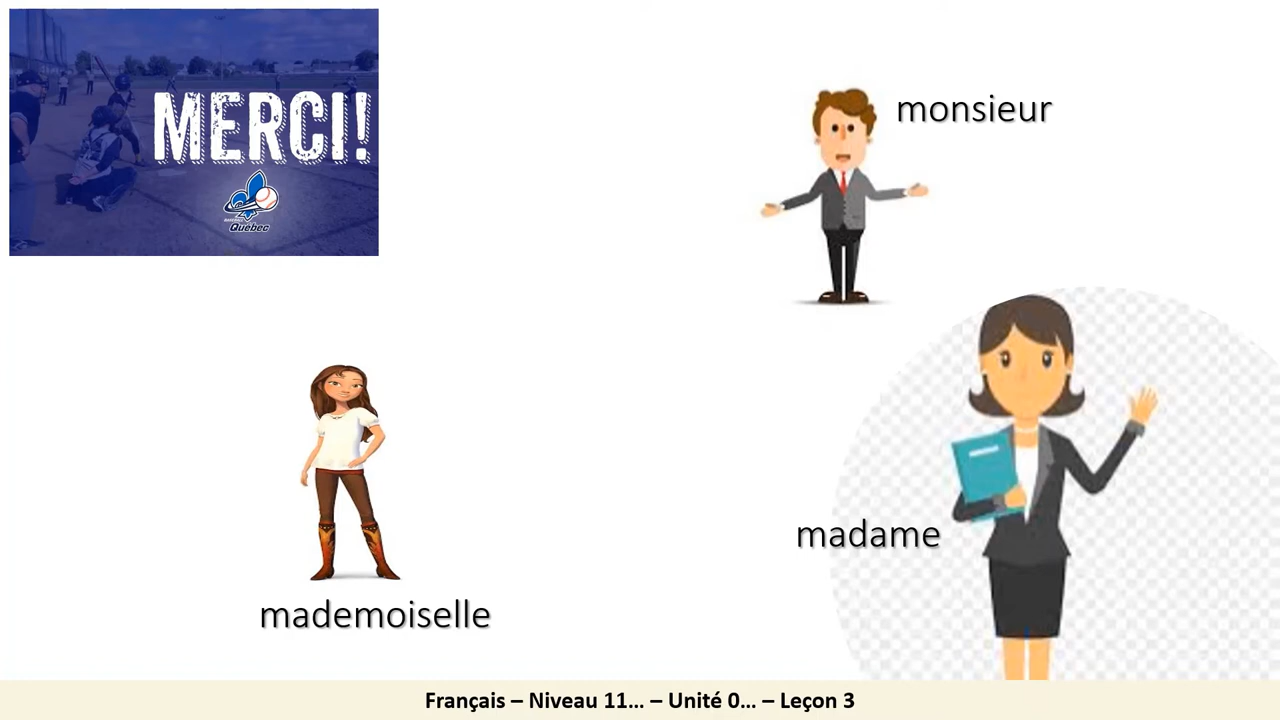 MERCI!
Québec
monsieur
madame
mademoiselle
Français – Niveau 11... – Unité 0... – Leçon 3